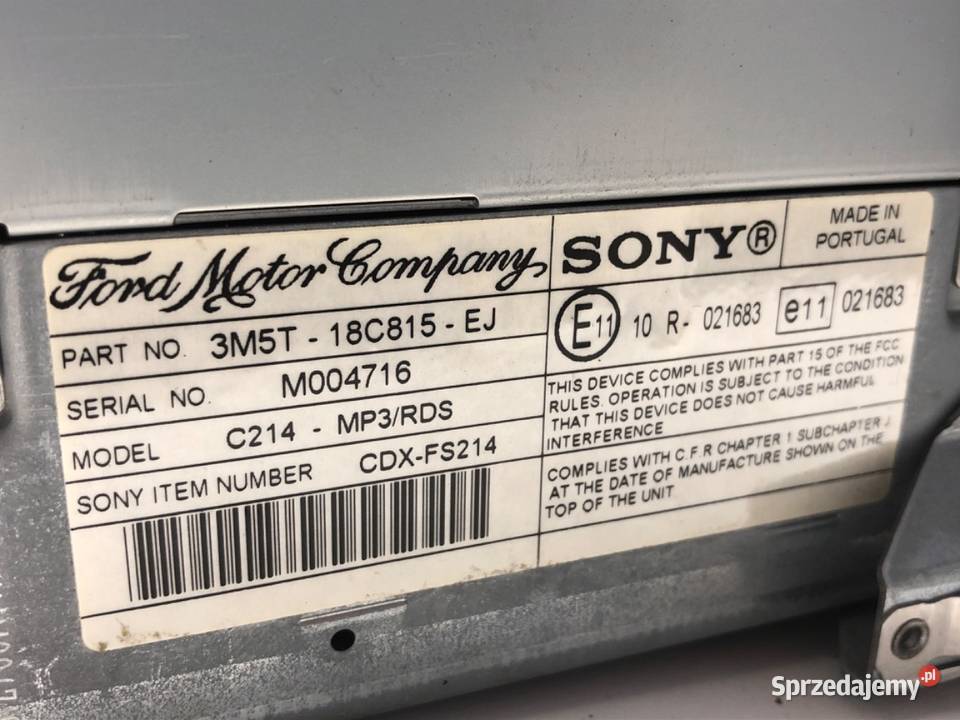 Ford Motor Company
PART NO. 3M5T - 18C815 - EJ
SERIAL NO. M004716
MODEL C214 - MP3/RDS
SONY ITEM NUMBER CDX-FS214
SONY®
MADE IN
PORTUGAL
E11 10 R- 021683 e11 021683
THIS DEVICE COMPLIES WITH PART 15 OF THE FCC
RULES. OPERATION IS SUBJECT TO THE CONDITION
THAT THIS DEVICE DOES NOT CAUSE HARMFUL
INTERFERENCE
COMPLIES WITH C.F.R CHAPTER 1 SUBCHAPTER J
AT THE DATE OF MANUFACTURE SHOWN ON THE
TOP OF THE UNIT
Sprzedajemy.pl